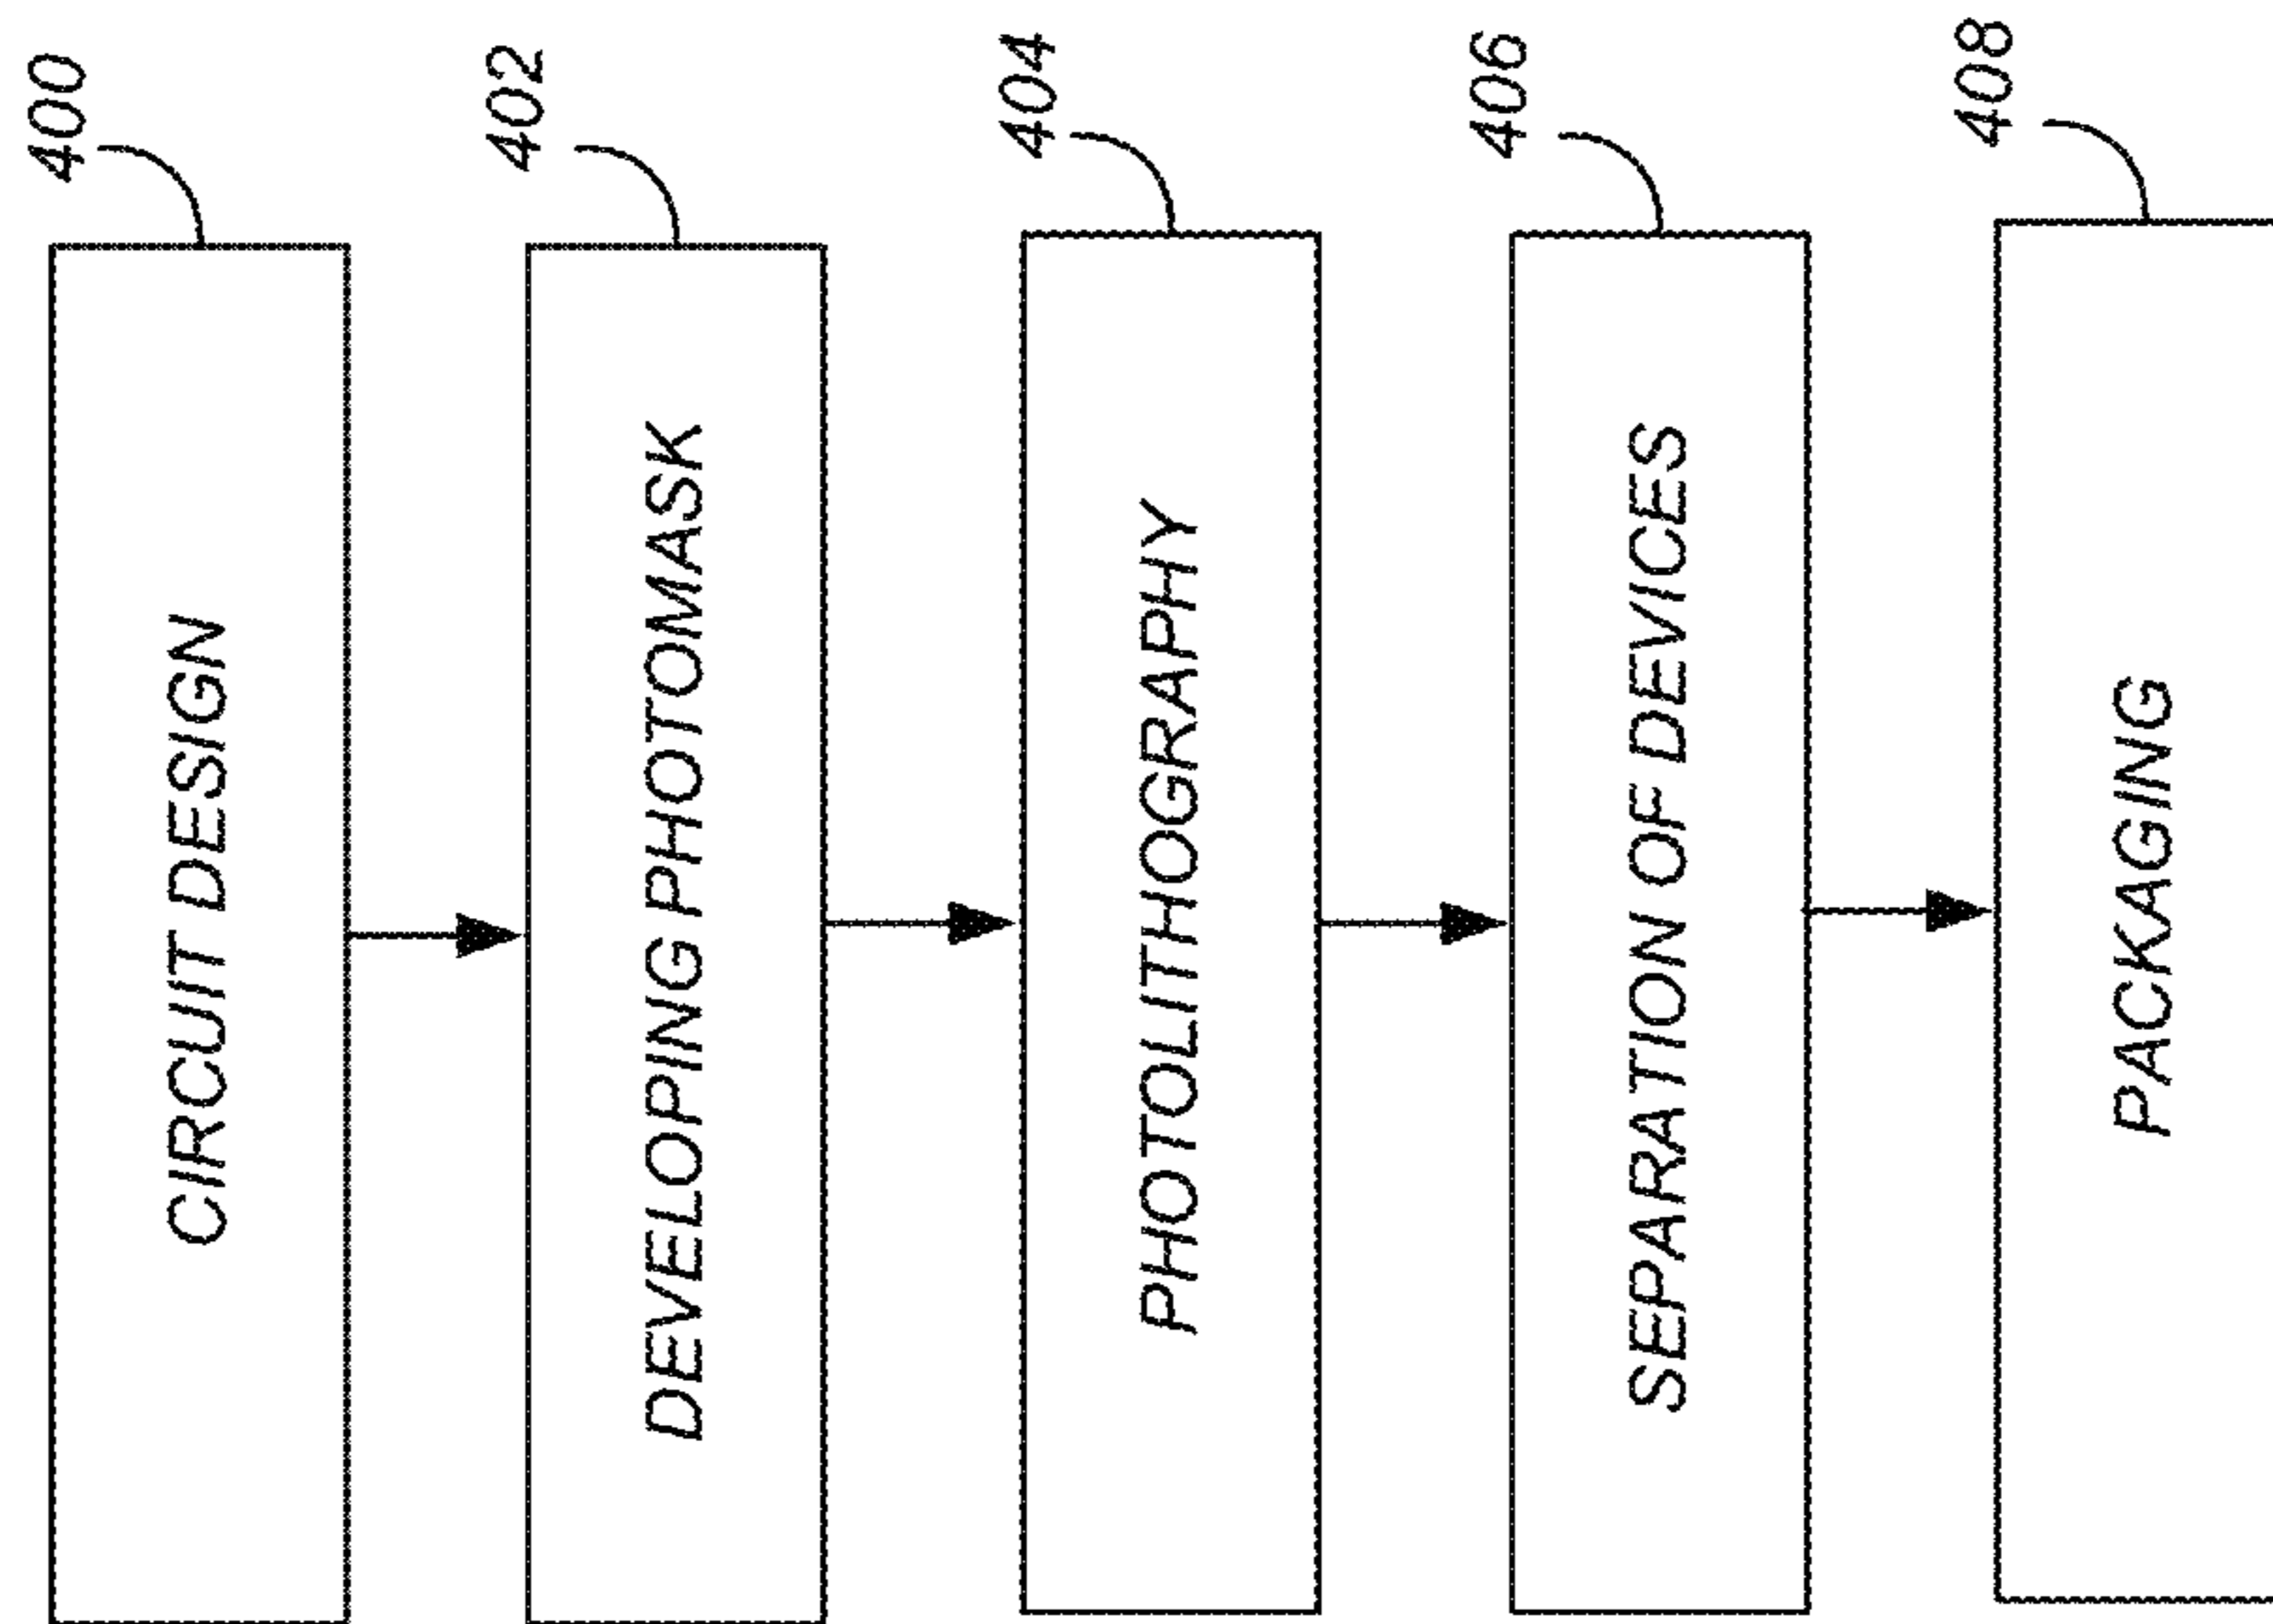 400
CIRCUIT DESIGN
402
DEVELOPING PHOTOMASK
404
PHOTOLITHOGRAPHY
406
SEPARATION OF DEVICES
408
PACKAGING